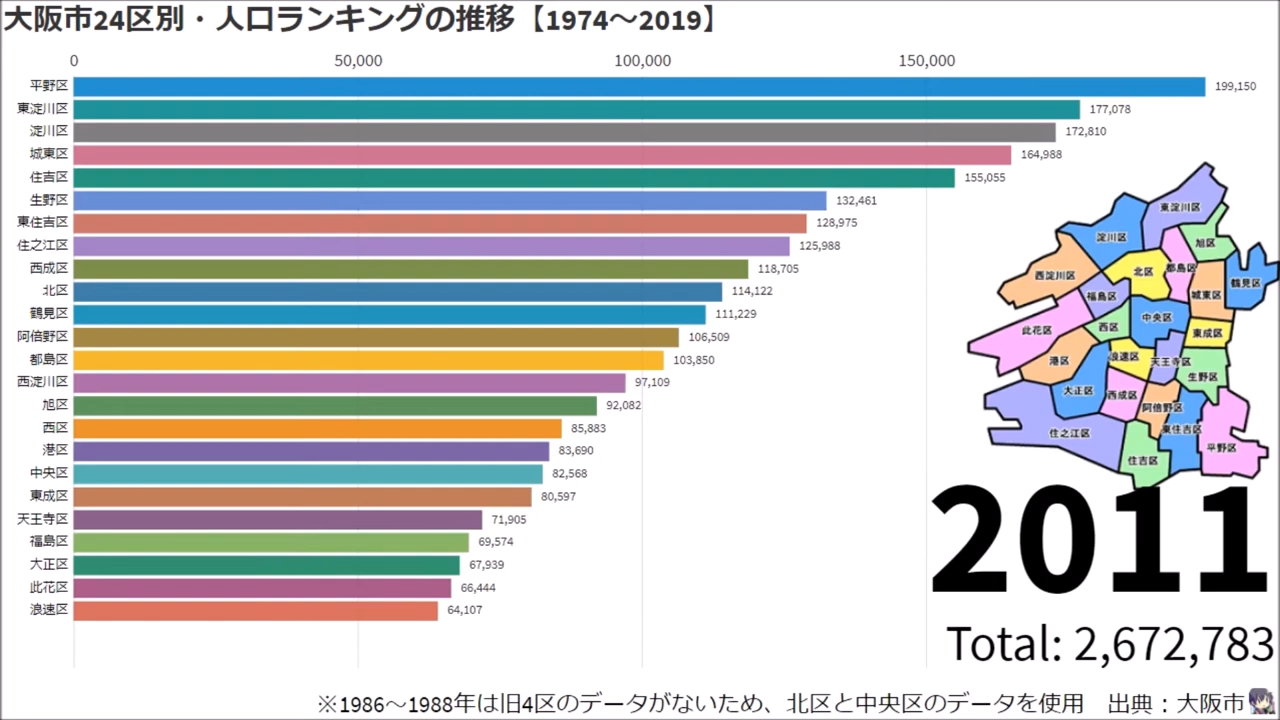 大阪市24区別・人口ランキングの推移【1974～2019】
0 50,000 100,000 150,000
平野区 199,150
東淀川区 177,078
淀川区 172,810
城東区 164,988
住吉区 155,055
生野区 132,461
東住吉区 128,975
住之江区 125,988
西成区 118,705
北区 114,122
鶴見区 111,229
阿倍野区 106,509
都島区 103,850
西淀川区 97,109
旭区 92,082
西区 85,883
港区 83,690
中央区 82,568
東成区 80,597
天王寺区 71,905
福島区 69,574
大正区 67,939
此花区 66,444
浪速区 64,107
東淀川区
淀川区
旭区
西淀川区
北区
都島区
鶴見区
福島区
城東区
此花区
西区
中央区
東成区
港区
浪速区
天王寺区
生野区
大正区
西成区
阿倍野区
住之江区
東住吉区
平野区
住吉区
2011
Total: 2,672,783
※1986～1988年は旧4区のデータがないため、北区と中央区のデータを使用　出典：大阪市